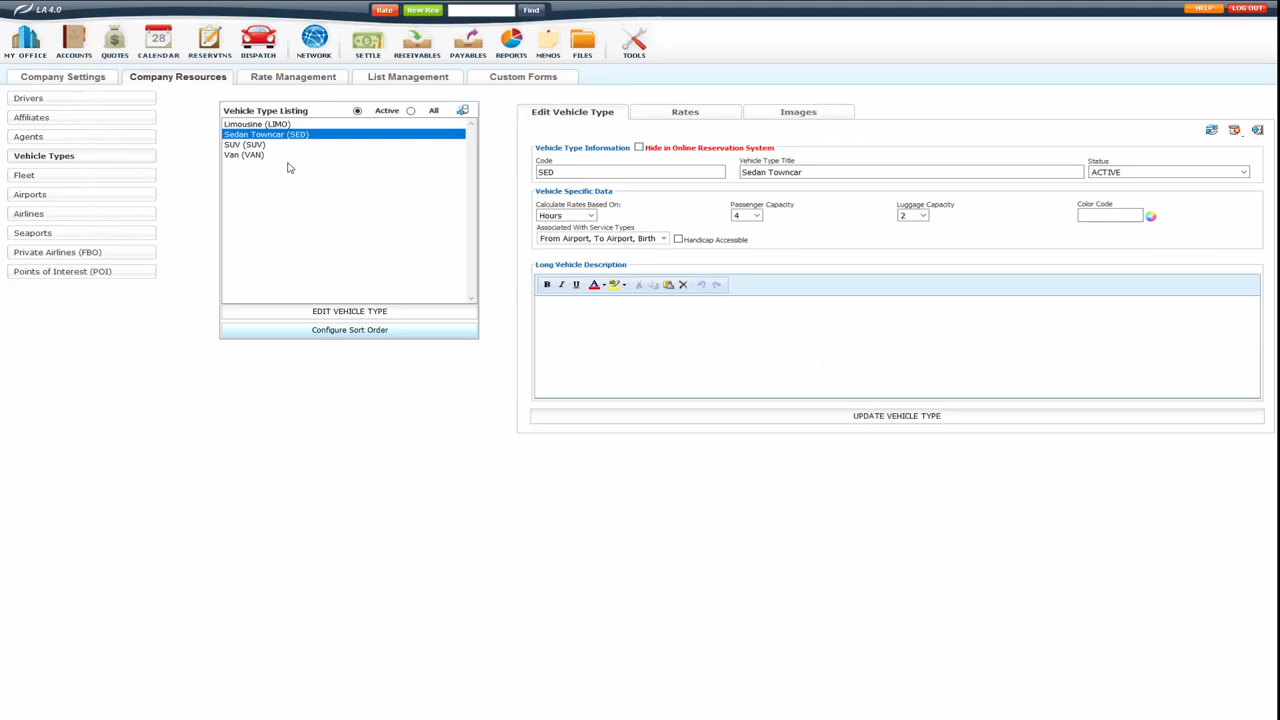 LA 4.0 Rate New Res Find HELP LOG OUT
28
MY OFFICE ACCOUNTS QUOTES CALENDAR RESERVTNS DISPATCH NETWORK SETTLE RECEIVABLES PAYABLES REPORTS MEMOS FILES TOOLS
Company Settings Company Resources Rate Management List Management Custom Forms
Drivers
Affiliates
Agents
Vehicle Types
Fleet
Airports
Airlines
Seaports
Private Airlines (FBO)
Points of Interest (POI)
Vehicle Type Listing Active All
Limousine (LIMO)
Sedan Towncar (SED)
SUV (SUV)
Van (VAN)
EDIT VEHICLE TYPE
Configure Sort Order
Edit Vehicle Type Rates Images
Vehicle Type Information Hide in Online Reservation System
Code Vehicle Type Title Status
SED Sedan Towncar ACTIVE
Vehicle Specific Data
Calculate Rates Based On: Passenger Capacity Luggage Capacity Color Code
Hours 4 2
Associated With Service Types
From Airport, To Airport, Birth Handicap Accessible
Long Vehicle Description
B I U A
UPDATE VEHICLE TYPE